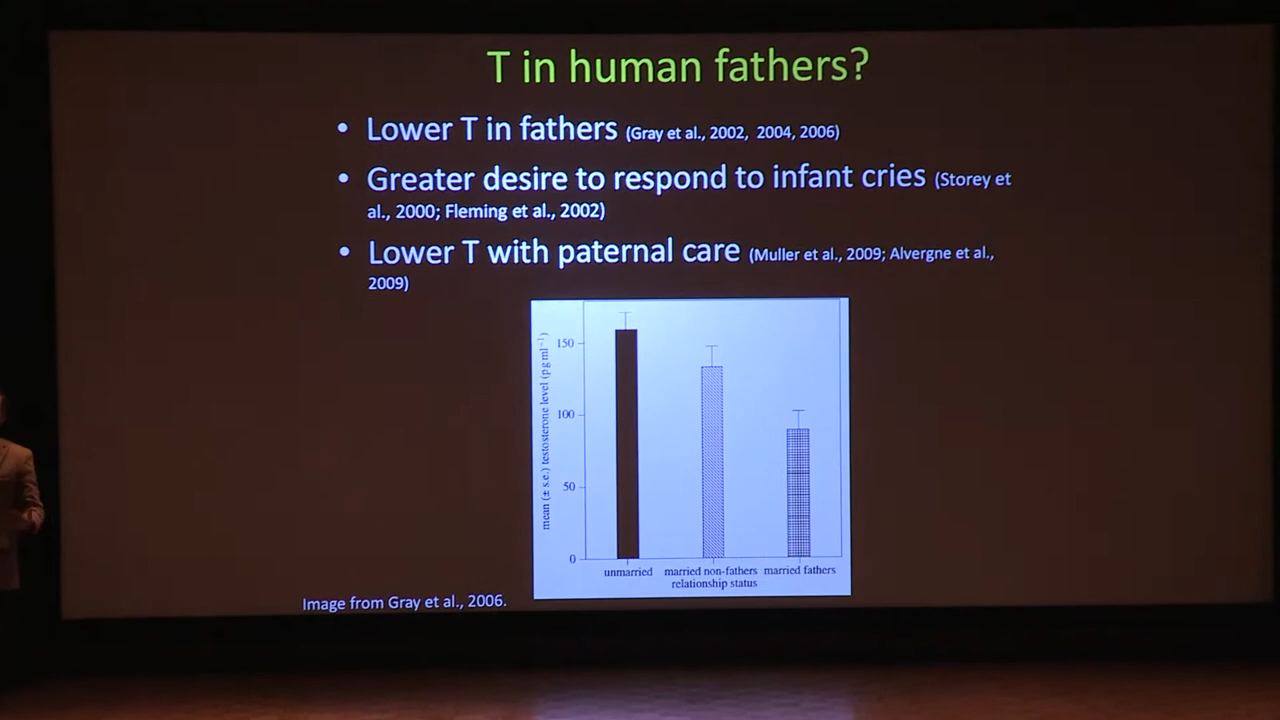 T in human fathers?
• Lower T in fathers (Gray et al., 2002, 2004, 2006)
• Greater desire to respond to infant cries (Storey et
al., 2000; Fleming et al., 2002)
• Lower T with paternal care (Muller et al., 2009; Alvergne et al.,
2009)
mean (± s.e.) testosterone level (pg ml⁻¹)
150
100
50
0
unmarried married non-fathers married fathers
relationship status
Image from Gray et al., 2006.